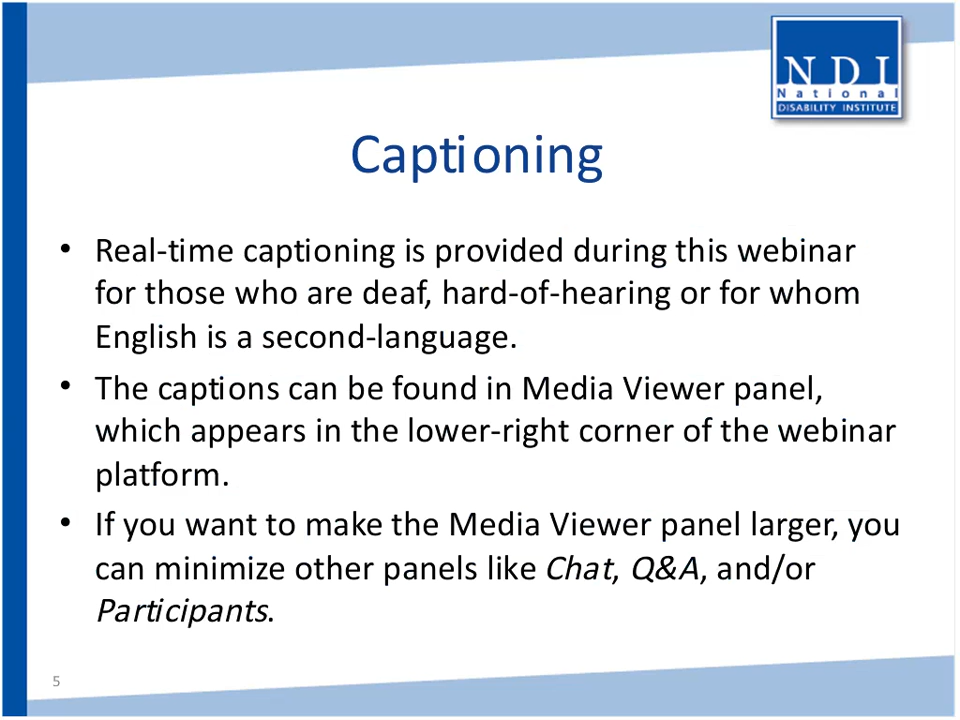 NDI
National
DISABILITY INSTITUTE
Captioning
• Real-time captioning is provided during this webinar
for those who are deaf, hard-of-hearing or for whom
English is a second-language.
• The captions can be found in Media Viewer panel,
which appears in the lower-right corner of the webinar
platform.
• If you want to make the Media Viewer panel larger, you
can minimize other panels like Chat, Q&A, and/or
Participants.
5